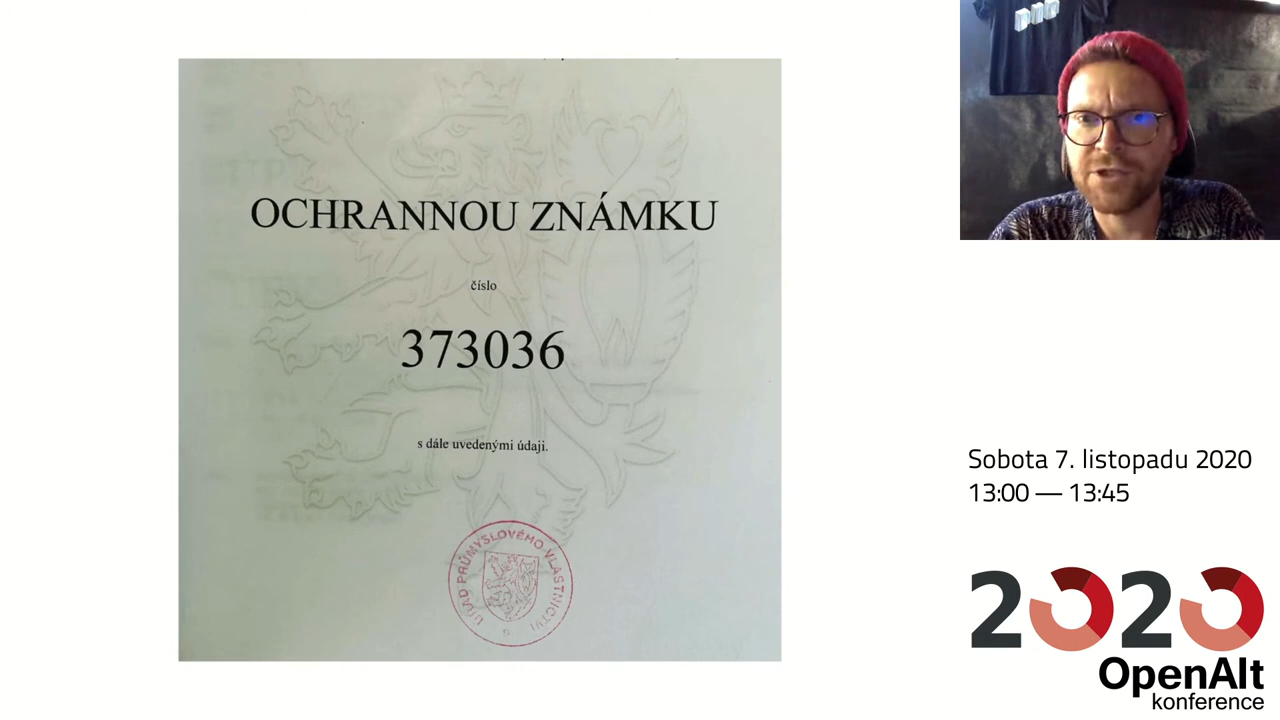 OCHRANNOU ZNÁMKU
číslo
373036
s dále uvedenými údaji.
ÚŘAD PRŮMYSLOVÉHO VLASTNICTVÍ
6
Sobota 7. listopadu 2020
13:00 — 13:45
2020
OpenAlt
konference